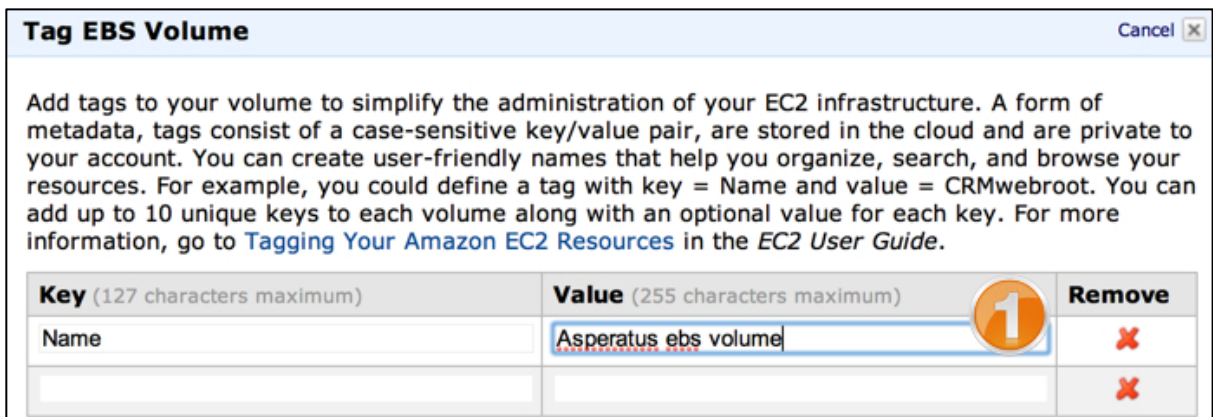 Tag EBS Volume Cancel
Add tags to your volume to simplify the administration of your EC2 infrastructure. A form of
metadata, tags consist of a case-sensitive key/value pair, are stored in the cloud and are private to
your account. You can create user-friendly names that help you organize, search, and browse your
resources. For example, you could define a tag with key = Name and value = CRMwebroot. You can
add up to 10 unique keys to each volume along with an optional value for each key. For more
information, go to Tagging Your Amazon EC2 Resources in the EC2 User Guide.
Key (127 characters maximum) Value (255 characters maximum) Remove
Name Asperatus ebs volume 1